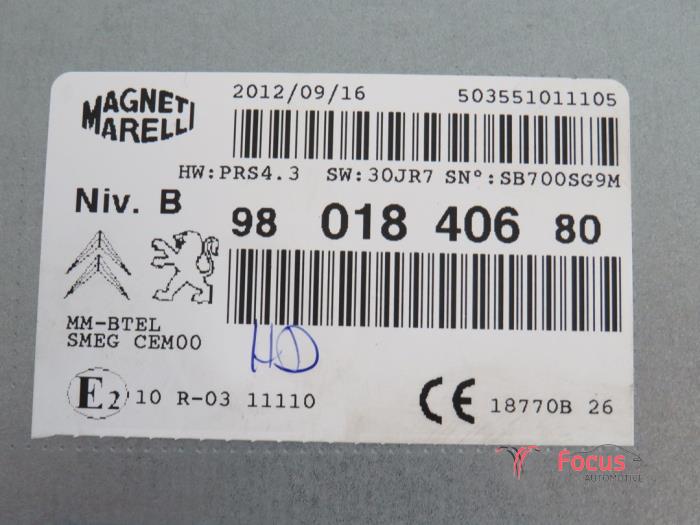 MAGNETI
MARELLI
2012/09/16 503551011105
HW:PRS4.3 SW:30JR7 SN°:SB700SG9M
Niv. B
98 018 406 80
MM-BTEL
SMEG CEM00
HD
E2 10 R-03 11110
CE 18770B 26
Focus
AUTOMOTIVE